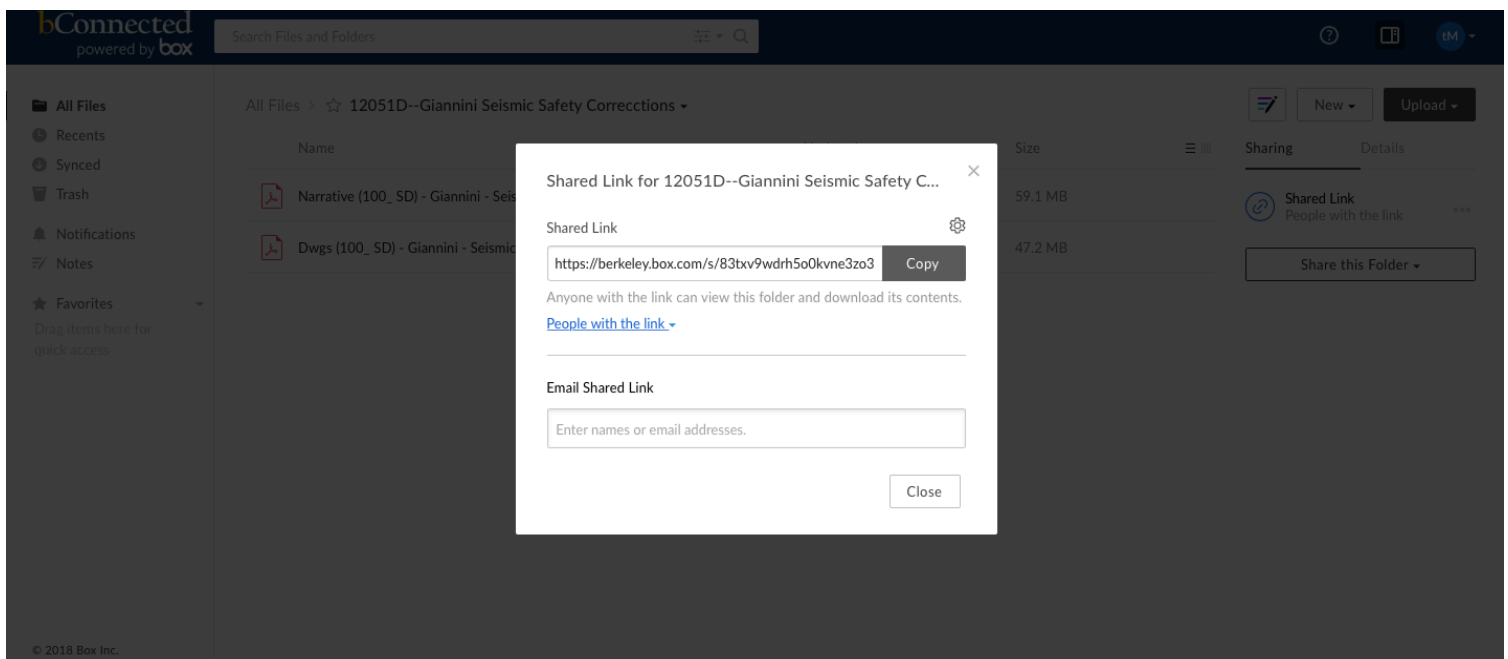 bConnected
powered by box
Search Files and Folders
tM
All Files
Recents
Synced
Trash
Notifications
Notes
Favorites
Drag items here for
quick access
© 2018 Box Inc.
All Files > 12051D--Giannini Seismic Safety Correcctions
New
Upload
Name
Size
Sharing
Details
Narrative (100_ SD) - Giannini - Seis
59.1 MB
Dwgs (100_ SD) - Giannini - Seismic
47.2 MB
Shared Link
People with the link
Share this Folder
Shared Link for 12051D--Giannini Seismic Safety C...
Shared Link
https://berkeley.box.com/s/83txv9wdrh5o0kvne3zo3
Copy
Anyone with the link can view this folder and download its contents.
People with the link
Email Shared Link
Enter names or email addresses.
Close